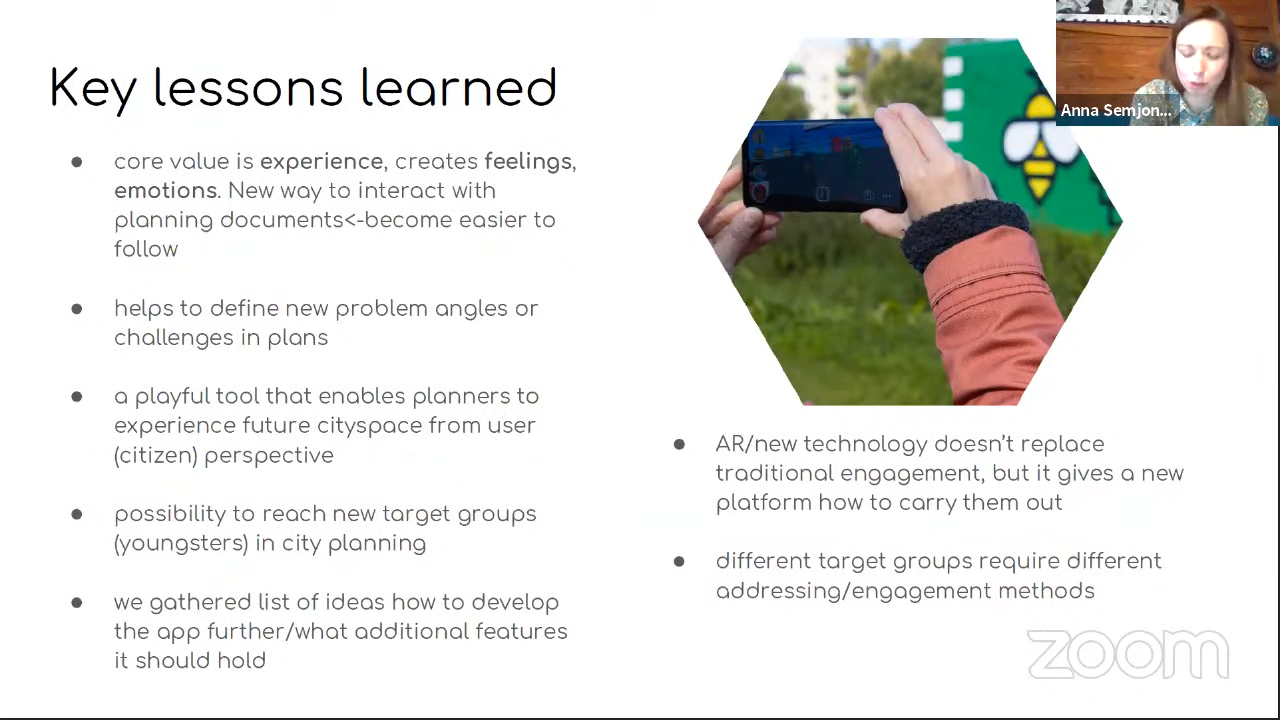 Key lessons learned
core value is experience, creates feelings,
emotions. New way to interact with
planning documents<-become easier to
follow
helps to define new problem angles or
challenges in plans
a playful tool that enables planners to
experience future cityspace from user
(citizen) perspective
possibility to reach new target groups
(youngsters) in city planning
we gathered list of ideas how to develop
the app further/what additional features
it should hold
Anna Semjon...
AR/new technology doesn't replace
traditional engagement, but it gives a new
platform how to carry them out
different target groups require different
addressing/engagement methods
zoom